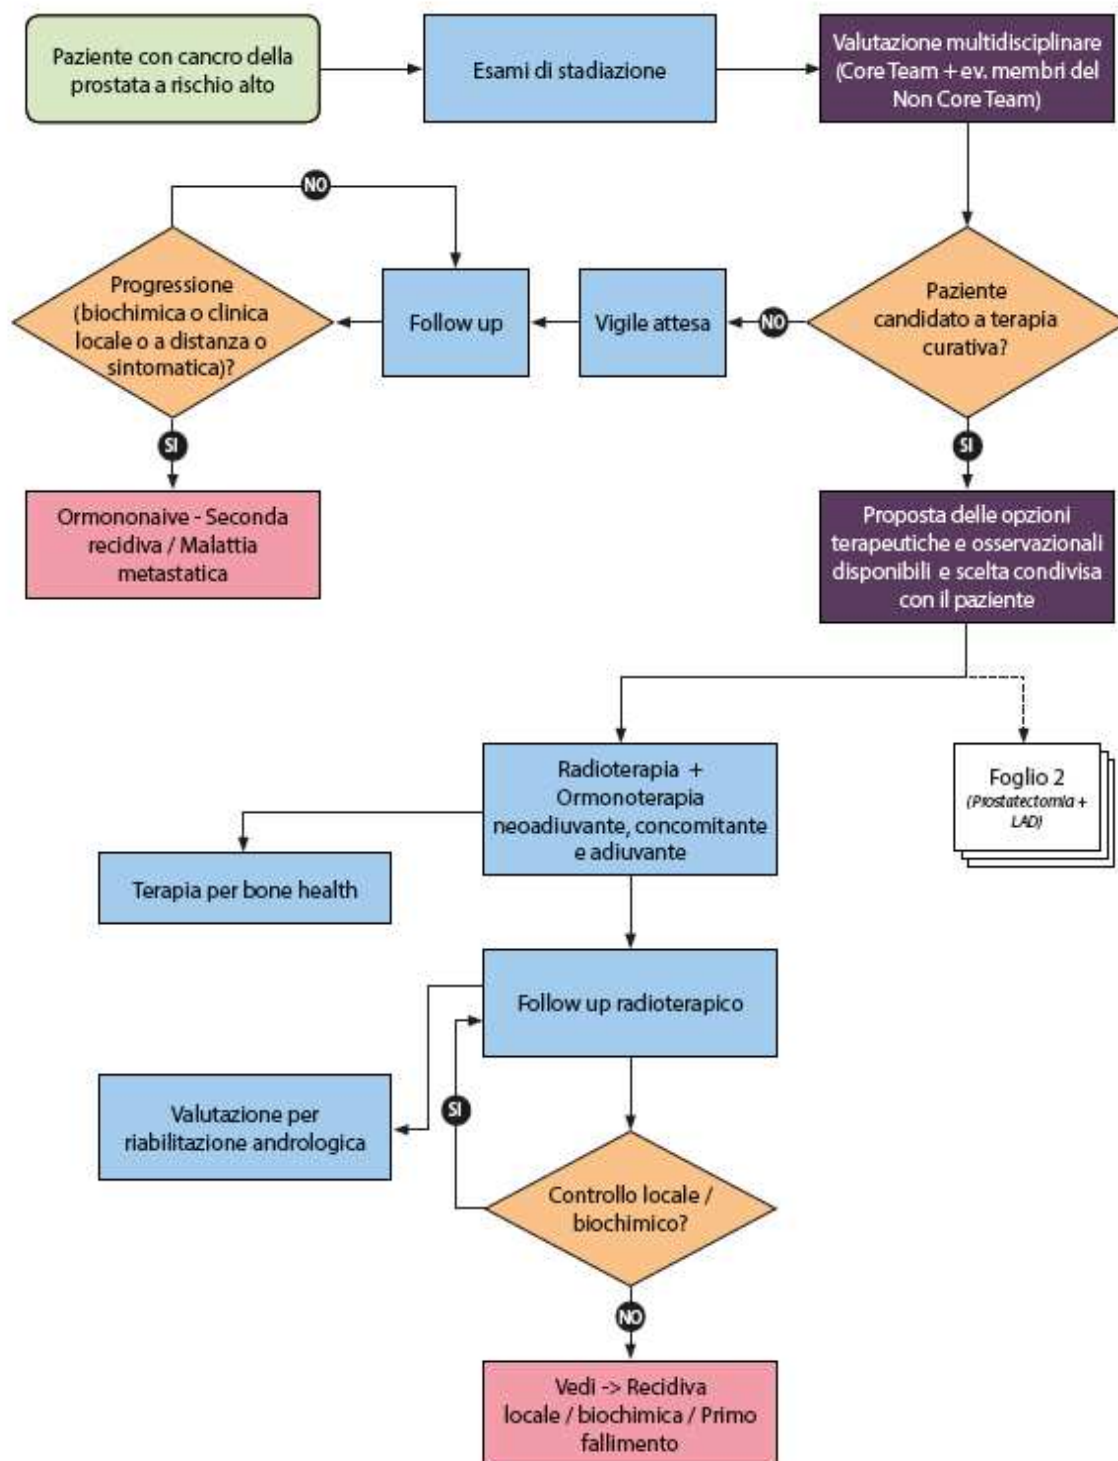 Paziente con cancro della
prostata a rischio alto
Esami di stadiazione
Valutazione multidisciplinare
(Core Team + ev. membri del
Non Core Team)
NO
Progressione
(biochimica o clinica
locale o a distanza o
sintomatica)?
Follow up
Vigile attesa
NO
Paziente
candidato a terapia
curativa?
SI
SI
Ormononaive - Seconda
recidiva / Malattia
metastatica
Proposta delle opzioni
terapeutiche e osservazionali
disponibili e scelta condivisa
con il paziente
Radioterapia +
Ormonoterapia
neoadiuvante, concomitante
e adiuvante
Foglio 2
(Prostatectomia +
LAD)
Terapia per bone health
Follow up radioterapico
Valutazione per
riabilitazione andrologica
SI
Controllo locale /
biochimico?
NO
Vedi -> Recidiva
locale / biochimica / Primo
fallimento